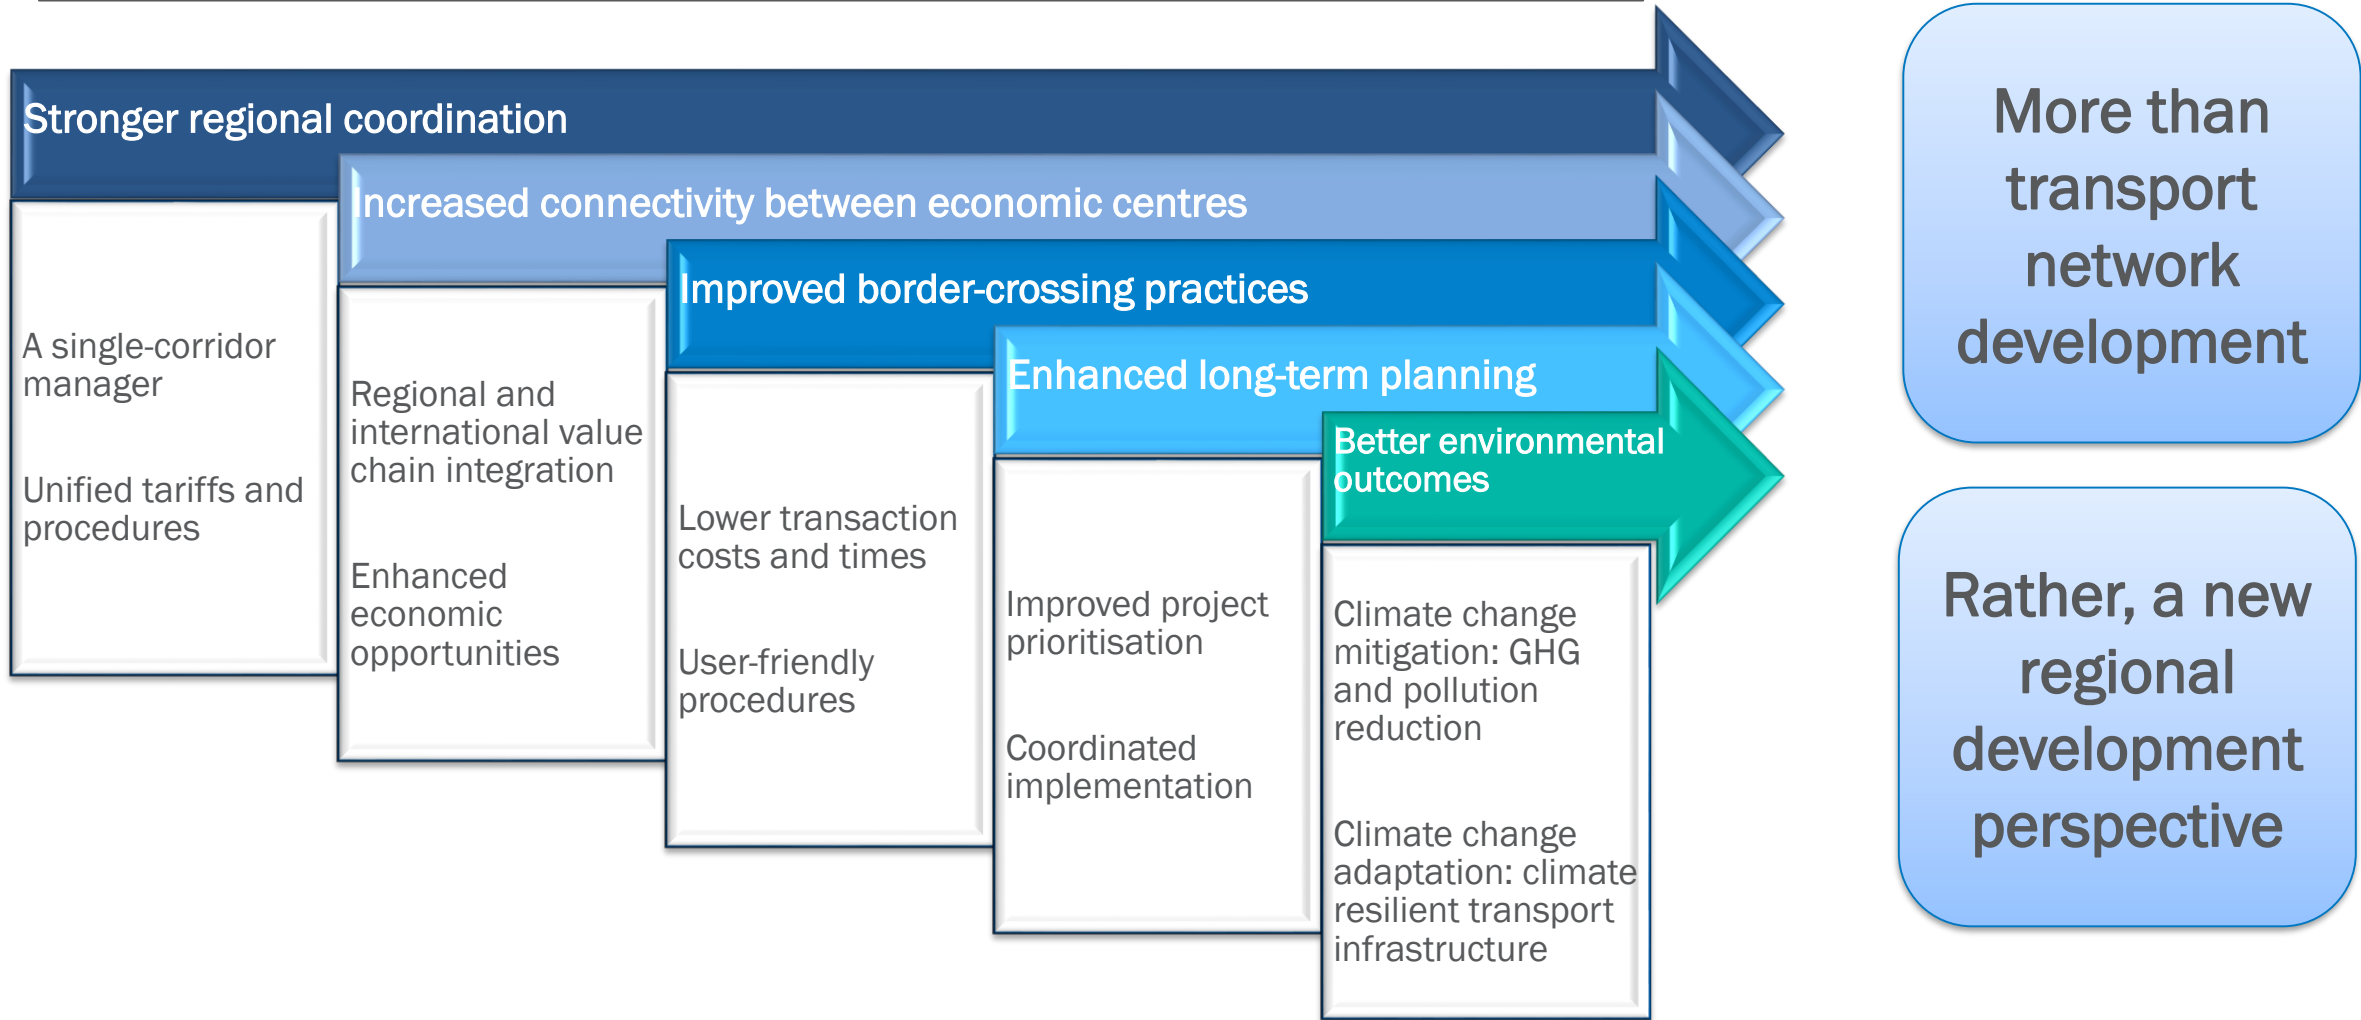 Stronger regional coordination
A single-corridor
manager
Unified tariffs and
procedures
Increased connectivity between economic centres
Regional and
international value
chain integration
Enhanced
economic
opportunities
Improved border-crossing practices
Lower transaction
costs and times
User-friendly
procedures
Enhanced long-term planning
Improved project
prioritisation
Coordinated
implementation
Better environmental
outcomes
Climate change
mitigation: GHG
and pollution
reduction
Climate change
adaptation: climate
resilient transport
infrastructure
More than
transport
network
development
Rather, a new
regional
development
perspective